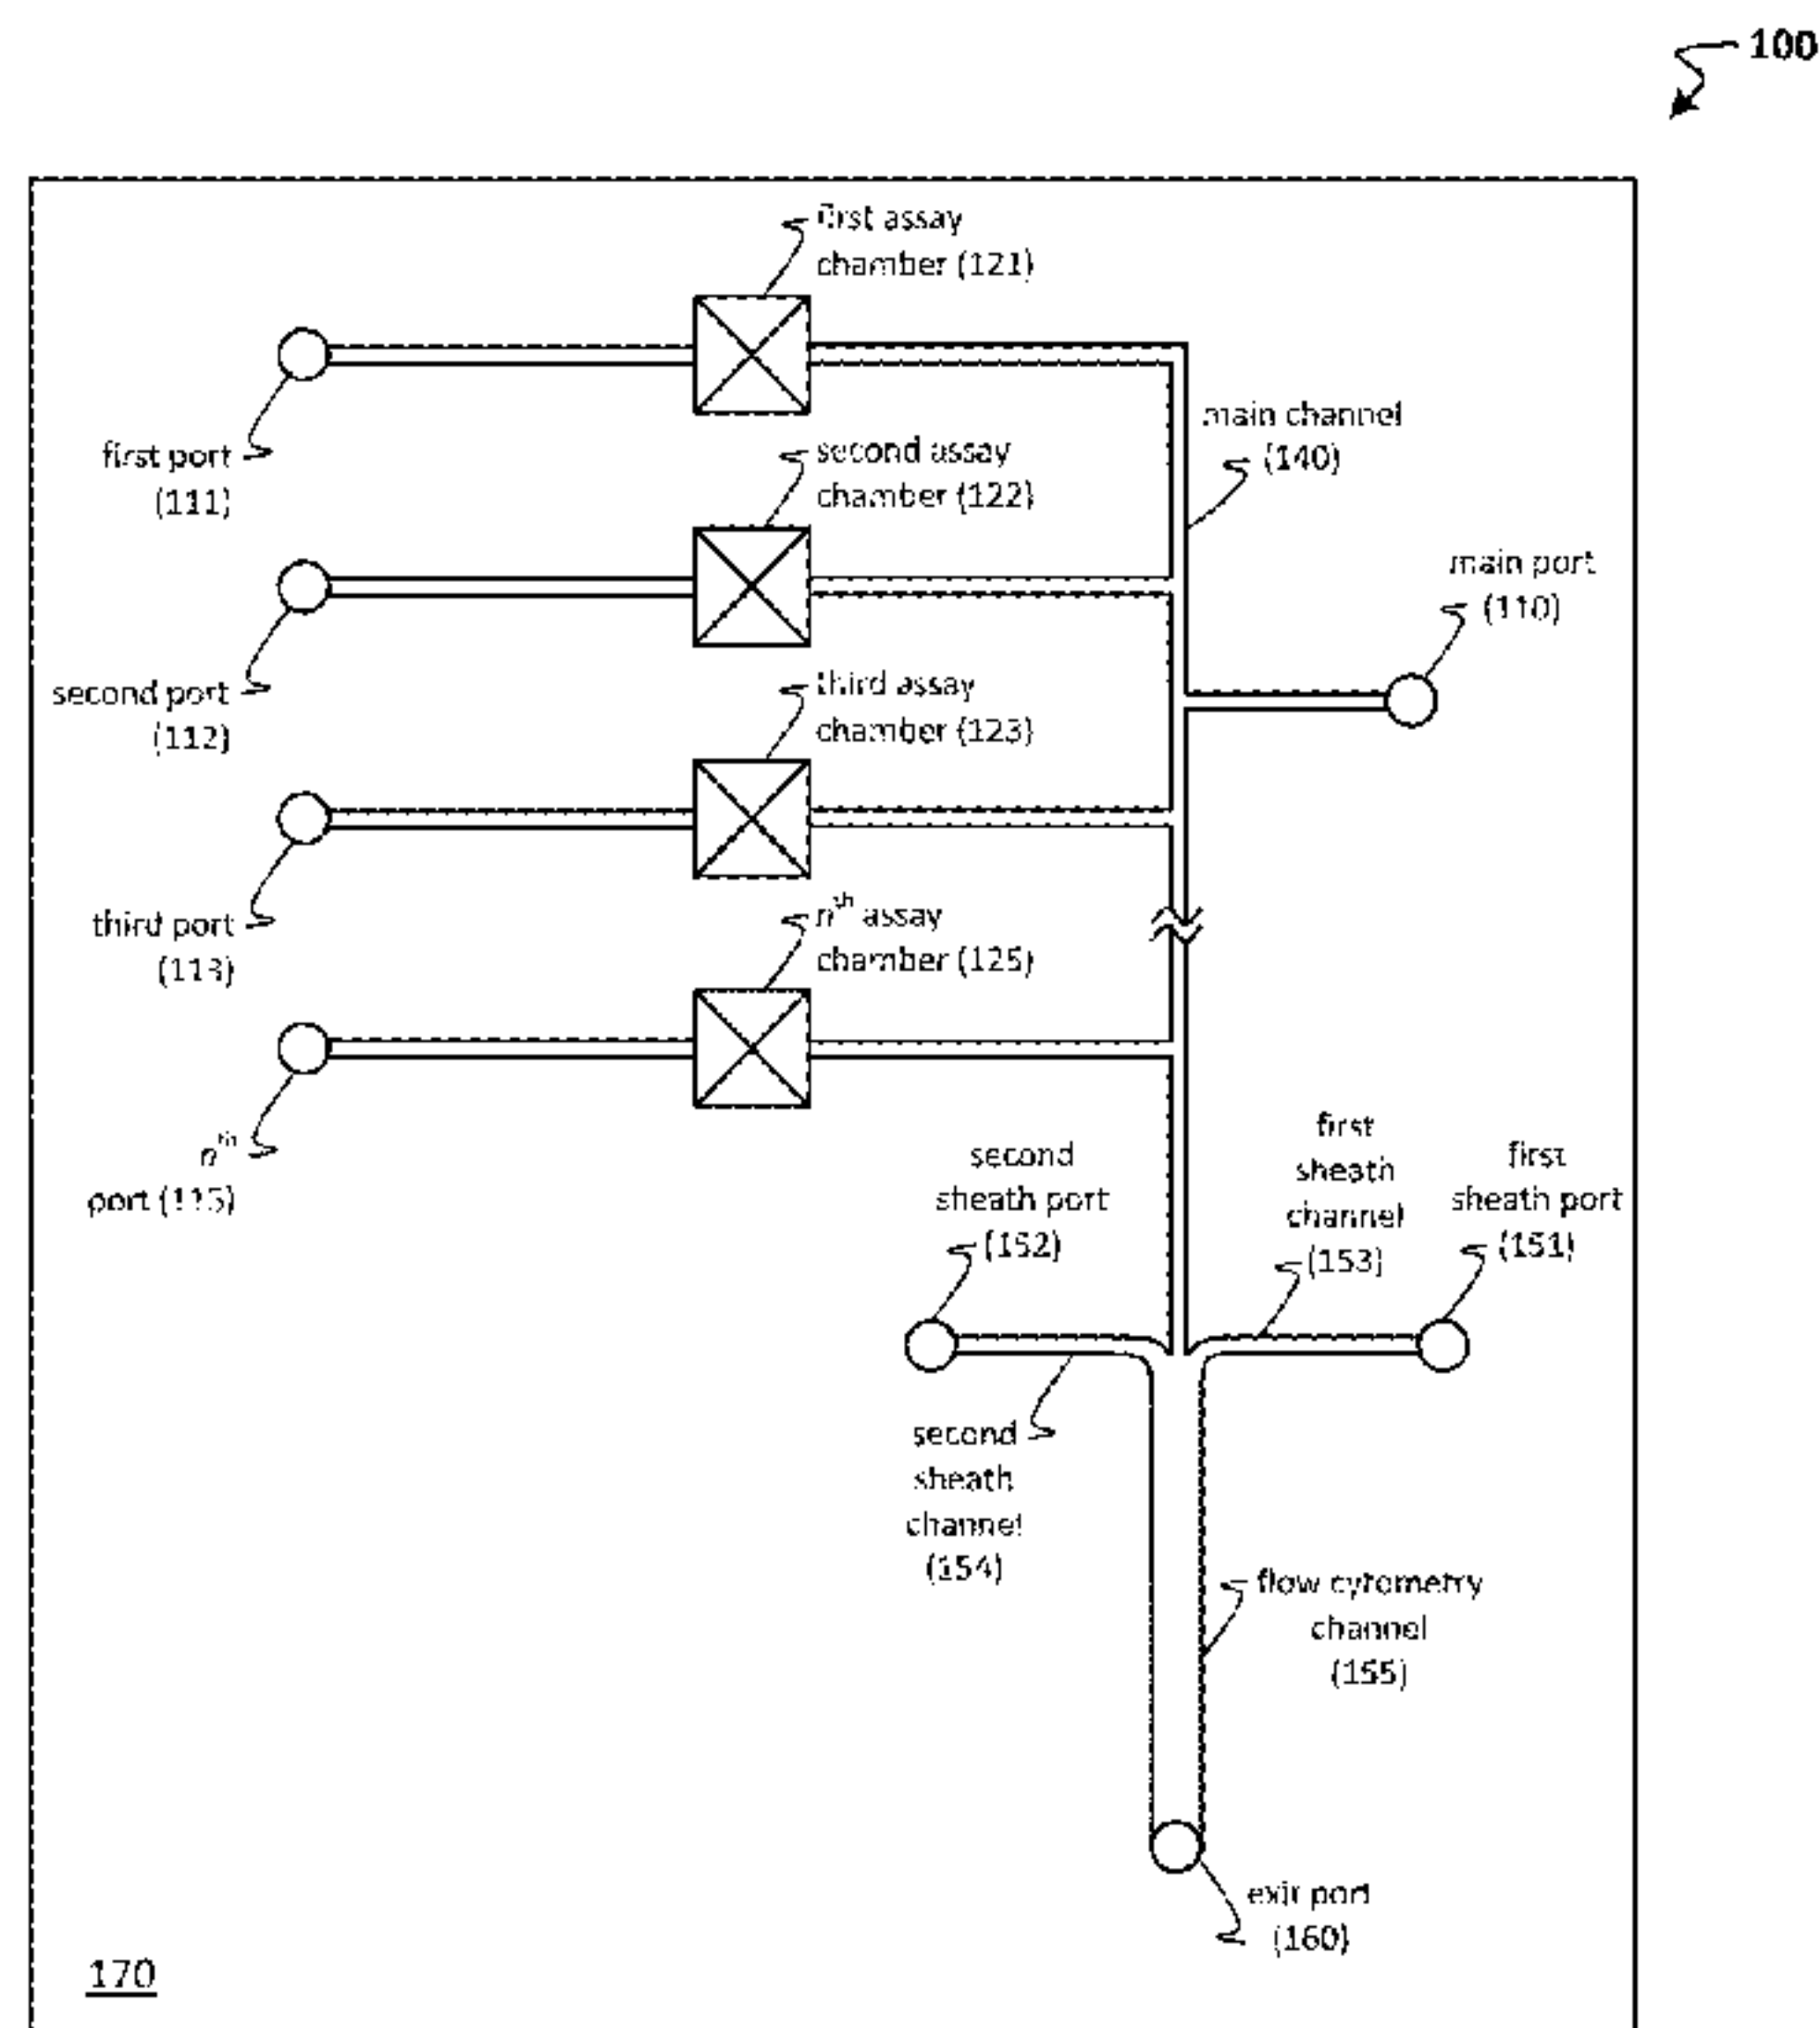 100
first assay
chamber (121)
main channel
(140)
first port
(111)
second assay
chamber (122)
main port
(110)
second port
(112)
third assay
chamber (123)
third port
(113)
nth assay
chamber (125)
nth
port (115)
second
sheath port
(152)
first
sheath
channel
(153)
first
sheath port
(151)
second
sheath
channel
(154)
flow cytometry
channel
(155)
exit port
(160)
170